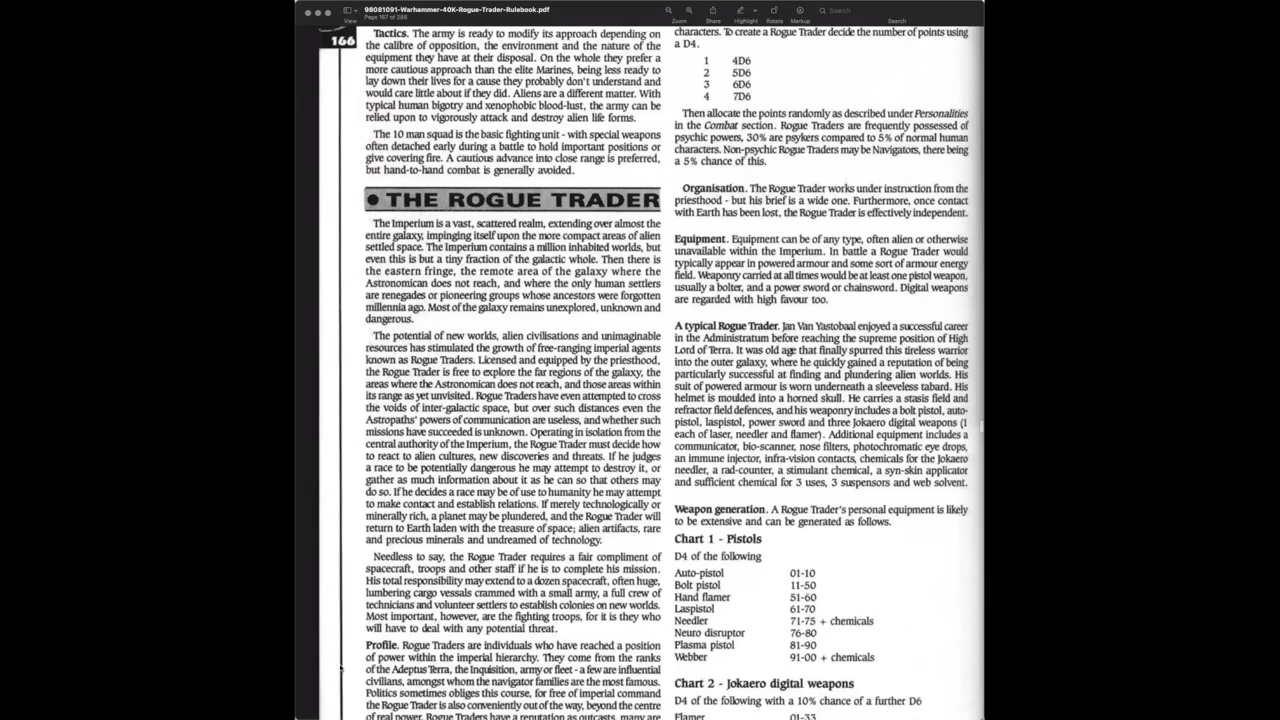 98081091-Warhammer-40K-Rogue-Trader-Rulebook.pdf
Page 167 of 288
View
Zoom
Share
Highlight
Rotate
Markup
Search
Search
166
Tactics. The army is ready to modify its approach depending on
the calibre of opposition, the environment and the nature of the
equipment they have at their disposal. On the whole they prefer a
more cautious approach than the elite Marines, being less ready to
lay down their lives for a cause they probably don't understand and
would care little about if they did. Aliens are a different matter. With
typical human bigotry and xenophobic blood-lust, the army can be
relied upon to vigorously attack and destroy alien life forms.
The 10 man squad is the basic fighting unit - with special weapons
often detached early during a battle to hold important positions or
give covering fire. A cautious advance into close range is preferred,
but hand-to-hand combat is generally avoided.
• THE ROGUE TRADER
The Imperium is a vast, scattered realm, extending over almost the
entire galaxy, impinging itself upon the more compact areas of alien
settled space. The Imperium contains a million inhabited worlds, but
even this is but a tiny fraction of the galactic whole. Then there is
the eastern fringe, the remote area of the galaxy where the
Astronomican does not reach, and where the only human settlers
are renegades or pioneering groups whose ancestors were forgotten
millennia ago. Most of the galaxy remains unexplored, unknown and
dangerous.
The potential of new worlds, alien civilisations and unimaginable
resources has stimulated the growth of free-ranging imperial agents
known as Rogue Traders. Licensed and equipped by the priesthood,
the Rogue Trader is free to explore the far regions of the galaxy, the
areas where the Astronomican does not reach, and those areas within
its range as yet unvisited. Rogue Traders have even attempted to cross
the voids of inter-galactic space, but over such distances even the
Astropaths' powers of communication are useless, and whether such
missions have succeeded is unknown. Operating in isolation from the
central authority of the Imperium, the Rogue Trader must decide how
to react to alien cultures, new discoveries and threats. If he judges
a race to be potentially dangerous he may attempt to destroy it, or
gather as much information about it as he can so that others may
do so. If he decides a race may be of use to humanity he may attempt
to make contact and establish relations. If merely technologically or
minerally rich, a planet may be plundered, and the Rogue Trader will
return to Earth laden with the treasure of space; alien artifacts, rare
and precious minerals and undreamed of technology.
Needless to say, the Rogue Trader requires a fair compliment of
spacecraft, troops and other staff if he is to complete his mission.
His total responsibility may extend to a dozen spacecraft, often huge,
lumbering cargo vessals crammed with a small army, a full crew of
technicians and volunteer settlers to establish colonies on new worlds.
Most important, however, are the fighting troops, for it is they who
will have to deal with any potential threat.
Profile. Rogue Traders are individuals who have reached a position
of power within the imperial hierarchy. They come from the ranks
of the Adeptus Terra, the Inquisition, army or fleet - a few are influential
civilians, amongst whom the navigator families are the most famous.
Politics sometimes obliges this course, for free of imperial command
the Rogue Trader is also conveniently out of the way, beyond the centre
of real power. Rogue Traders have a reputation as outcasts, many are
characters. To create a Rogue Trader decide the number of points using
a D4.
1 4D6
2 5D6
3 6D6
4 7D6
Then allocate the points randomly as described under Personalities
in the Combat section. Rogue Traders are frequently possessed of
psychic powers, 30% are psykers compared to 5% of normal human
characters. Non-psychic Rogue Traders may be Navigators, there being
a 5% chance of this.
Organisation. The Rogue Trader works under instruction from the
priesthood - but his brief is a wide one. Furthermore, once contact
with Earth has been lost, the Rogue Trader is effectively independent.
Equipment. Equipment can be of any type, often alien or otherwise
unavailable within the Imperium. In battle a Rogue Trader would
typically appear in powered armour and some sort of armour energy
field. Weaponry carried at all times would be at least one pistol weapon,
usually a bolter, and a power sword or chainsword. Digital weapons
are regarded with high favour too.
A typical Rogue Trader. Jan Van Yastobaal enjoyed a successful career
in the Administratum before reaching the supreme position of High
Lord of Terra. It was old age that finally spurred this tireless warrior
into the outer galaxy, where he quickly gained a reputation of being
particularly successful at finding and plundering alien worlds. His
suit of powered armour is worn underneath a sleeveless tabard. His
helmet is moulded into a horned skull. He carries a stasis field and
refractor field defences, and his weaponry includes a bolt pistol, auto-
pistol, laspistol, power sword and three Jokaero digital weapons (1
each of laser, needler and flamer). Additional equipment includes a
communicator, bio-scanner, nose filters, photochromatic eye drops,
an immune injector, infra-vision contacts, chemicals for the Jokaero
needler, a rad-counter, a stimulant chemical, a syn-skin applicator
and sufficient chemical for 3 uses, 3 suspensors and web solvent.
Weapon generation. A Rogue Trader's personal equipment is likely
to be extensive and can be generated as follows.
Chart 1 - Pistols
D4 of the following
Auto-pistol 01-10
Bolt pistol 11-50
Hand flamer 51-60
Laspistol 61-70
Needler 71-75 + chemicals
Neuro disruptor 76-80
Plasma pistol 81-90
Webber 91-00 + chemicals
Chart 2 - Jokaero digital weapons
D4 of the following with a 10% chance of a further D6
Flamer 01-33